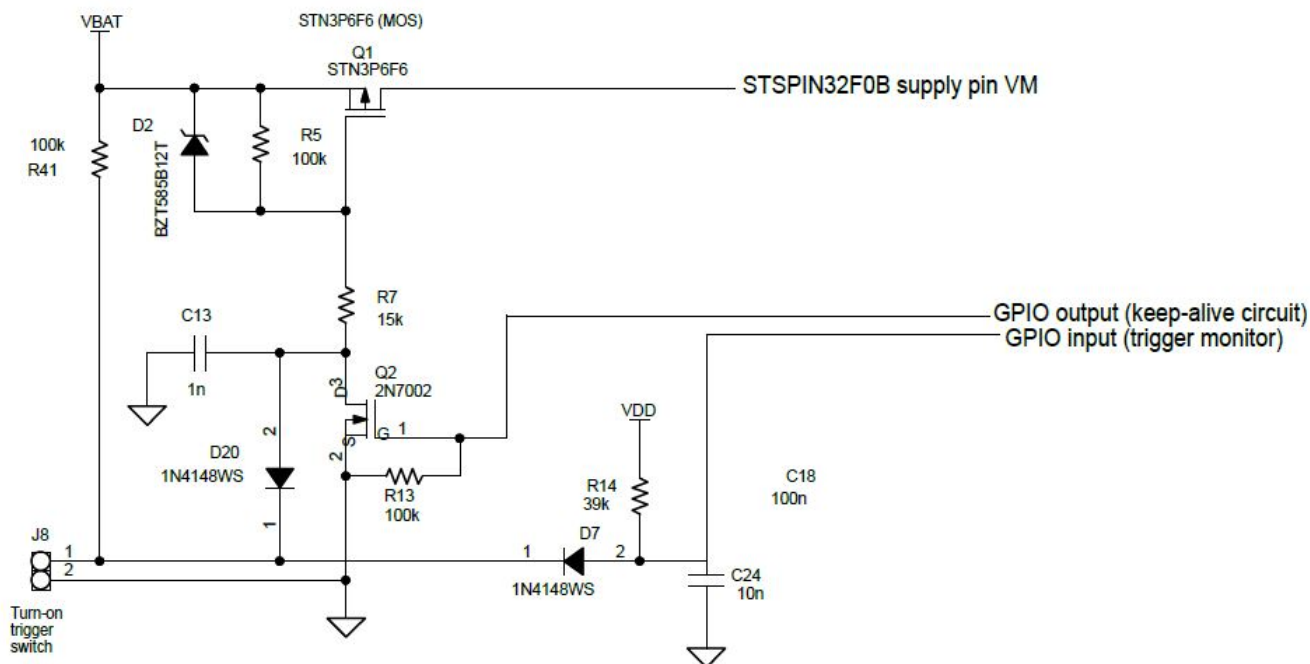 STN3P6F6 (MOS)
VBAT
Q1
STN3P6F6
STSPIN32F0B supply pin VM
D2
BZT585B12T
R5
100k
100k
R41
R7
15k
C13
1n
GPIO output (keep-alive circuit)
GPIO input (trigger monitor)
Q2
2N7002
3
D
G
1
S
2
VDD
2
D20
1N4148WS
1
R13
100k
R14
39k
C18
100n
D7
1
2
1N4148WS
C24
10n
J8
1
2
Turn-on
trigger
switch